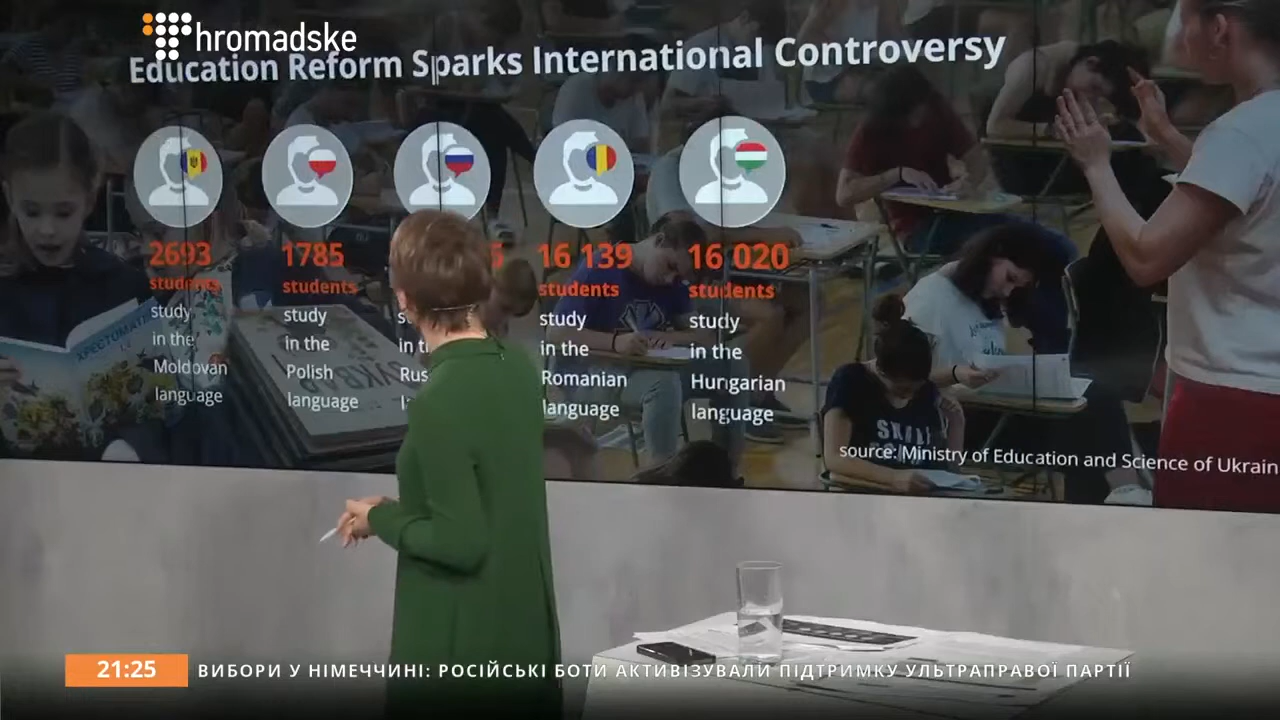 hromadske
Education Reform Sparks International Controversy
2693
students
study
in the
Moldovan
language
1785
students
study
in the
Polish
language
16 139
students
study
in the
Romanian
language
16 020
students
study
in the
Hungarian
language
source: Ministry of Education and Science of Ukrain
21:25
ВИБОРИ У НІМЕЧЧИНІ: РОСІЙСЬКІ БОТИ АКТИВІЗУВАЛИ ПІДТРИМКУ УЛЬТРАПРАВОЇ ПАРТІЇ